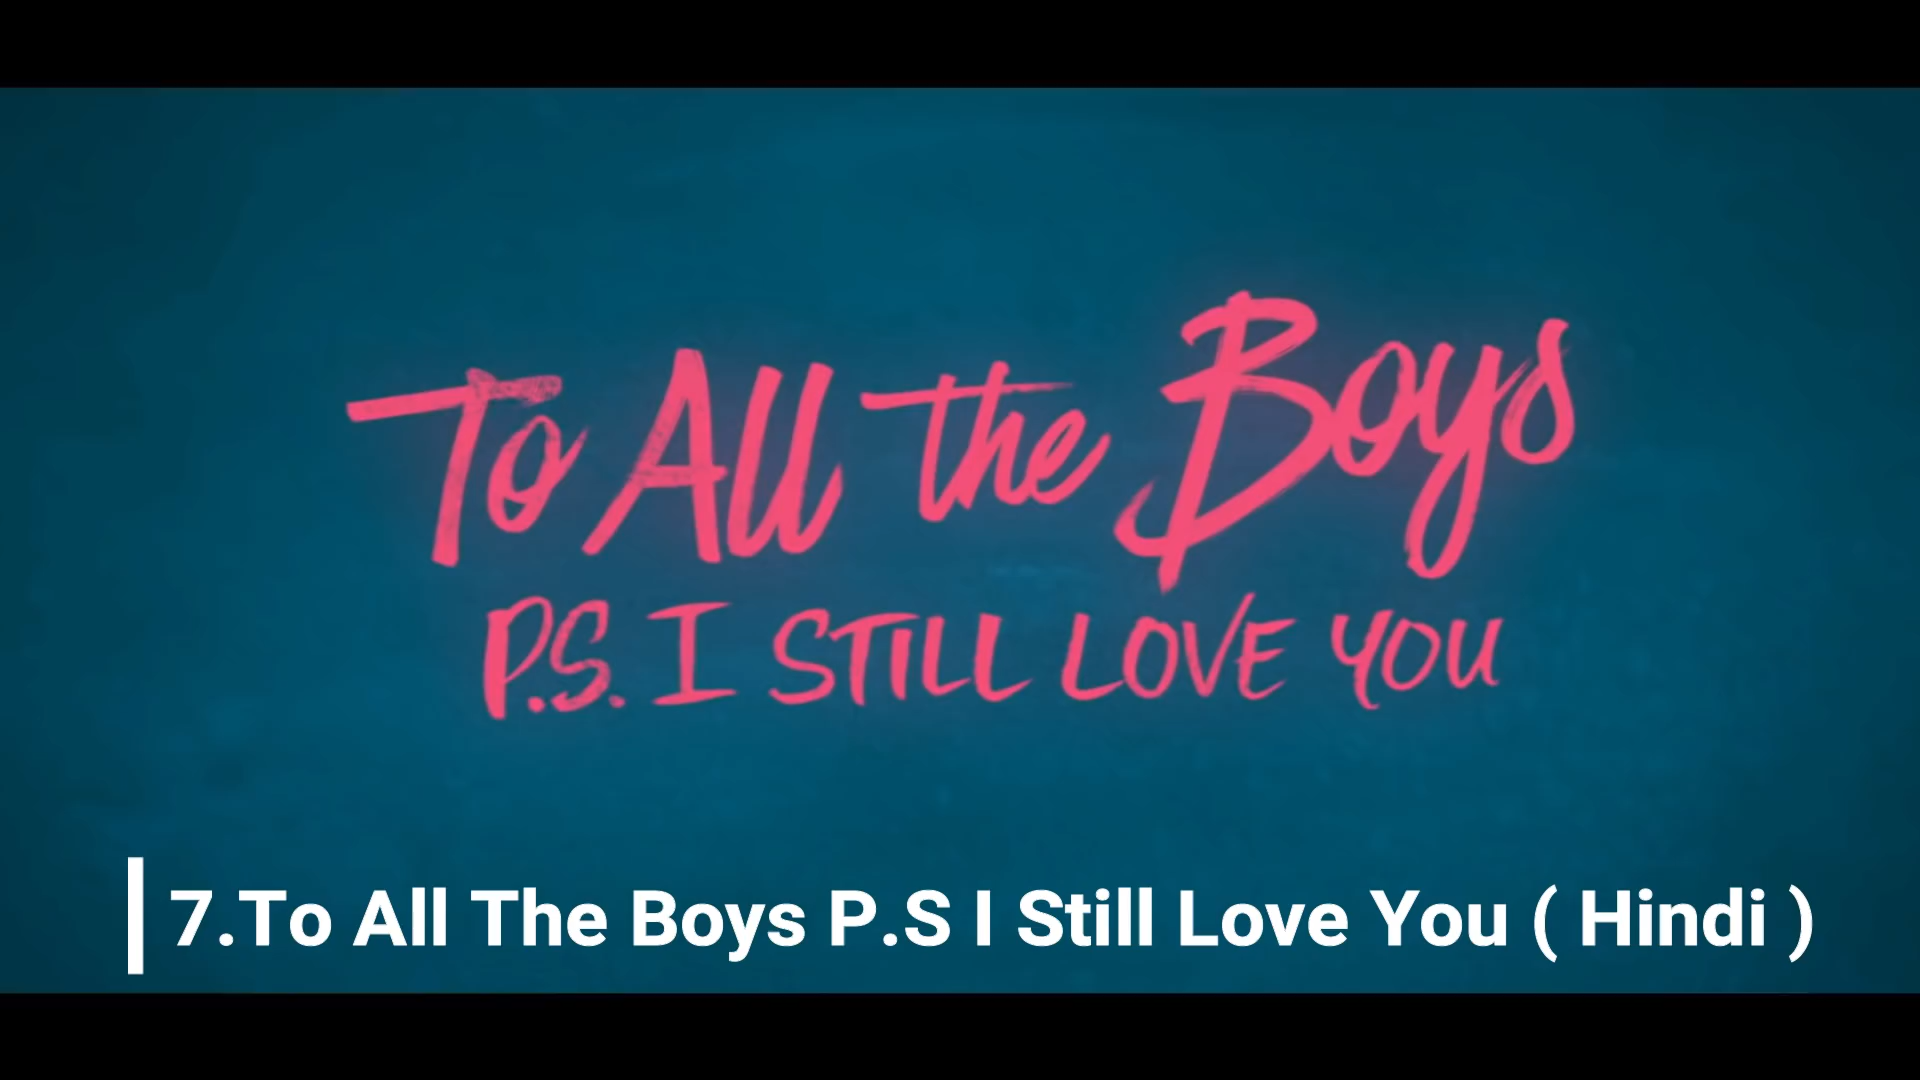 To All the Boys
P.S. I STILL LOVE YOU
7.To All The Boys P.S I Still Love You ( Hindi )